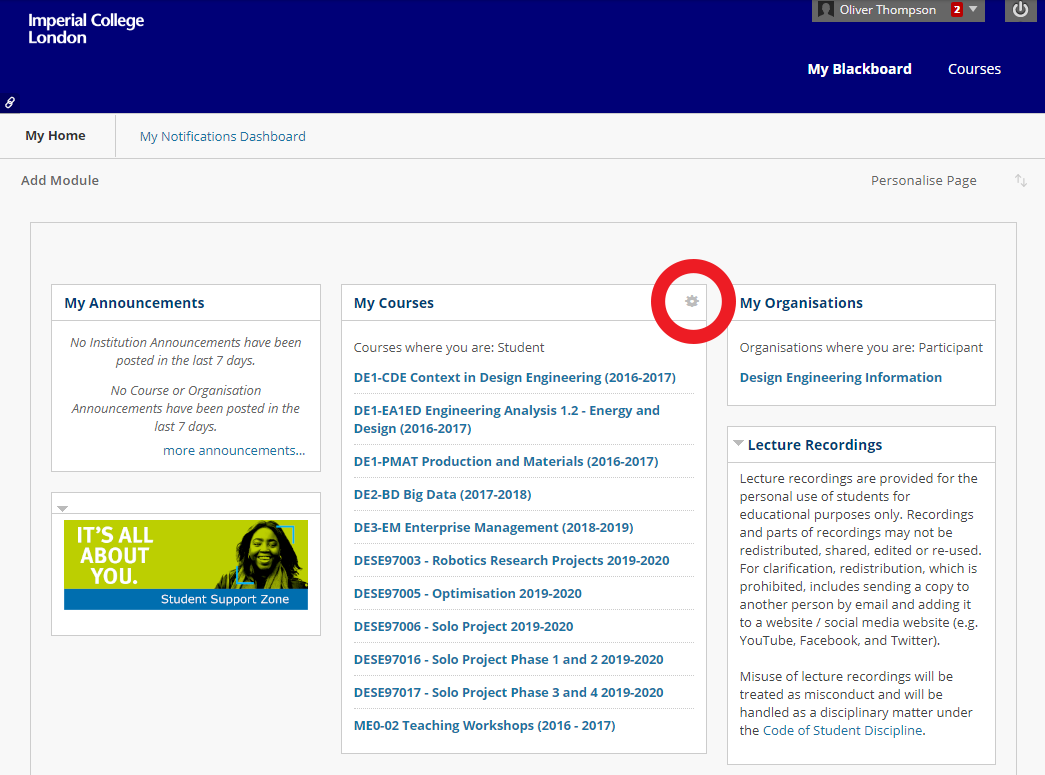 Imperial College
London
Oliver Thompson 2
My Blackboard Courses
My Home My Notifications Dashboard
Add Module Personalise Page
My Announcements
No Institution Announcements have been
posted in the last 7 days.
No Course or Organisation
Announcements have been posted in the
last 7 days.
more announcements...
IT'S ALL
ABOUT
YOU.
Student Support Zone
My Courses
Courses where you are: Student
DE1-CDE Context in Design Engineering (2016-2017)
DE1-EA1ED Engineering Analysis 1.2 - Energy and
Design (2016-2017)
DE1-PMAT Production and Materials (2016-2017)
DE2-BD Big Data (2017-2018)
DE3-EM Enterprise Management (2018-2019)
DESE97003 - Robotics Research Projects 2019-2020
DESE97005 - Optimisation 2019-2020
DESE97006 - Solo Project 2019-2020
DESE97016 - Solo Project Phase 1 and 2 2019-2020
DESE97017 - Solo Project Phase 3 and 4 2019-2020
ME0-02 Teaching Workshops (2016 - 2017)
My Organisations
Organisations where you are: Participant
Design Engineering Information
Lecture Recordings
Lecture recordings are provided for the
personal use of students for
educational purposes only. Recordings
and parts of recordings may not be
redistributed, shared, edited or re-used.
For clarification, redistribution, which is
prohibited, includes sending a copy to
another person by email and adding it
to a website / social media website (e.g.
YouTube, Facebook, and Twitter).
Misuse of lecture recordings will be
treated as misconduct and will be
handled as a disciplinary matter under
the Code of Student Discipline.